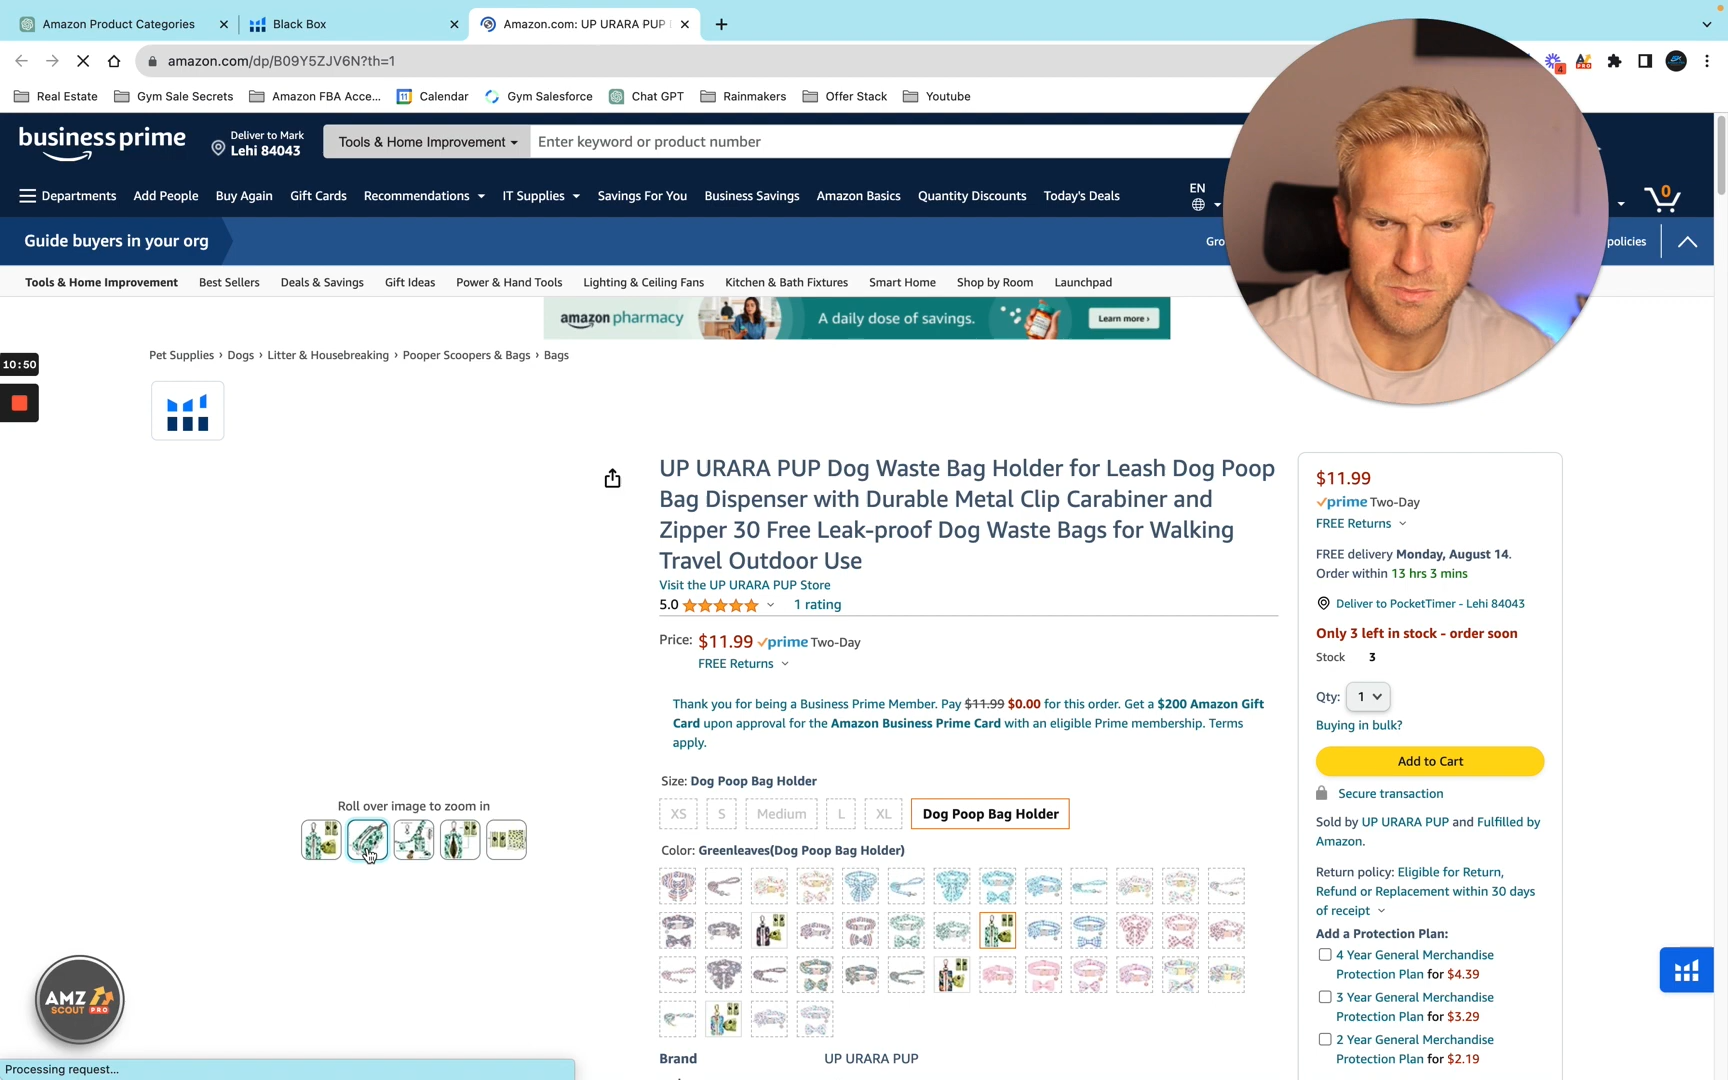 Amazon Product Categories
Black Box
Amazon.com: UP URARA PUP
amazon.com/dp/B09Y5ZJV6N?th=1
4
PRO
Real Estate
Gym Sale Secrets
Amazon FBA Acce...
Calendar
Gym Salesforce
Chat GPT
Rainmakers
Offer Stack
Youtube
business prime
Deliver to Mark
Lehi 84043
Tools & Home Improvement
Enter keyword or product number
Departments
Add People
Buy Again
Gift Cards
Recommendations
IT Supplies
Savings For You
Business Savings
Amazon Basics
Quantity Discounts
Today's Deals
EN
0
Guide buyers in your org
Gro
policies
Tools & Home Improvement
Best Sellers
Deals & Savings
Gift Ideas
Power & Hand Tools
Lighting & Ceiling Fans
Kitchen & Bath Fixtures
Smart Home
Shop by Room
Launchpad
amazon pharmacy
A daily dose of savings.
Learn more ›
10:50
Pet Supplies › Dogs › Litter & Housebreaking › Pooper Scoopers & Bags › Bags
UP URARA PUP Dog Waste Bag Holder for Leash Dog Poop
Bag Dispenser with Durable Metal Clip Carabiner and
Zipper 30 Free Leak-proof Dog Waste Bags for Walking
Travel Outdoor Use
Visit the UP URARA PUP Store
5.0
1 rating
Price: $11.99 prime Two-Day
FREE Returns
Thank you for being a Business Prime Member. Pay $11.99 $0.00 for this order. Get a $200 Amazon Gift
Card upon approval for the Amazon Business Prime Card with an eligible Prime membership. Terms
apply.
Size: Dog Poop Bag Holder
XS
S
Medium
L
XL
Dog Poop Bag Holder
Color: Greenleaves(Dog Poop Bag Holder)
Brand
UP URARA PUP
Roll over image to zoom in
$11.99
prime Two-Day
FREE Returns
FREE delivery Monday, August 14.
Order within 13 hrs 3 mins
Deliver to PocketTimer - Lehi 84043
Only 3 left in stock - order soon
Stock 3
Qty: 1
Buying in bulk?
Add to Cart
Secure transaction
Sold by UP URARA PUP and Fulfilled by
Amazon.
Return policy: Eligible for Return,
Refund or Replacement within 30 days
of receipt
Add a Protection Plan:
4 Year General Merchandise
Protection Plan for $4.39
3 Year General Merchandise
Protection Plan for $3.29
2 Year General Merchandise
Protection Plan for $2.19
AMZ
SCOUT PRO
Processing request...